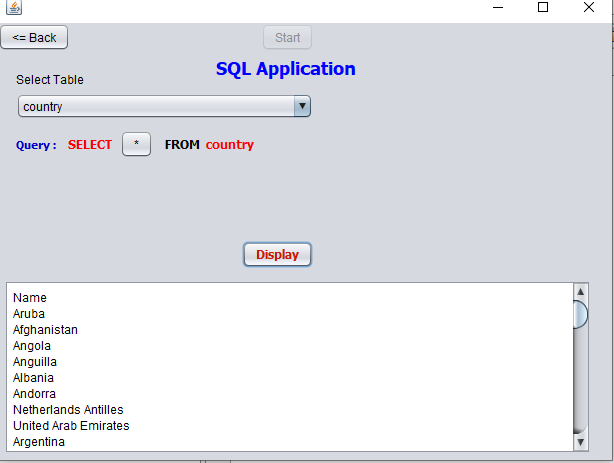 <= Back
Start
SQL Application
Select Table
country
Query : SELECT * FROM country
Display
Name
Aruba
Afghanistan
Angola
Anguilla
Albania
Andorra
Netherlands Antilles
United Arab Emirates
Argentina